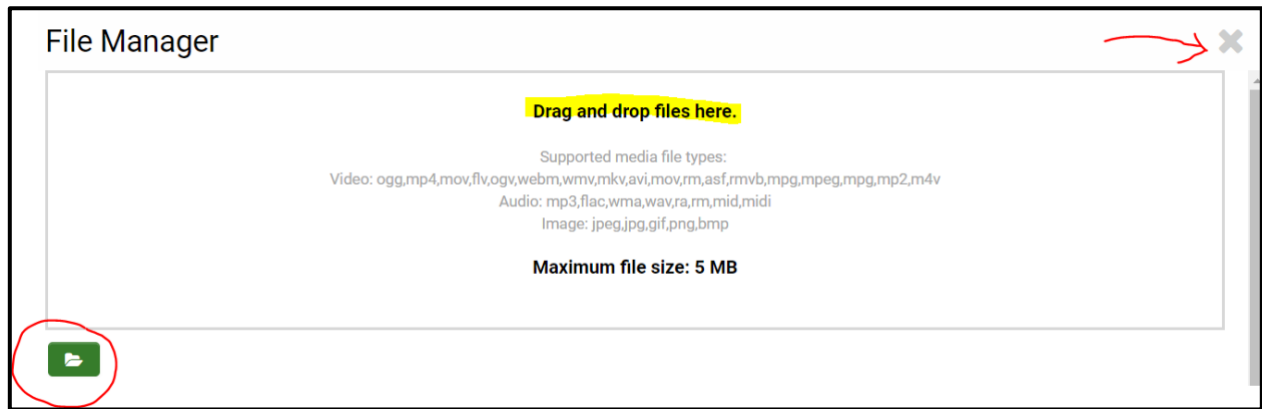 File Manager
Drag and drop files here.
Supported media file types:
Video: ogg,mp4,mov,flv,ogv,webm,wmv,mkv,avi,mov,rm,asf,rmvb,mpg,mpeg,mpg,mp2,m4v
Audio: mp3,flac,wma,wav,ra,rm,mid,midi
Image: jpeg,jpg,gif,png,bmp
Maximum file size: 5 MB